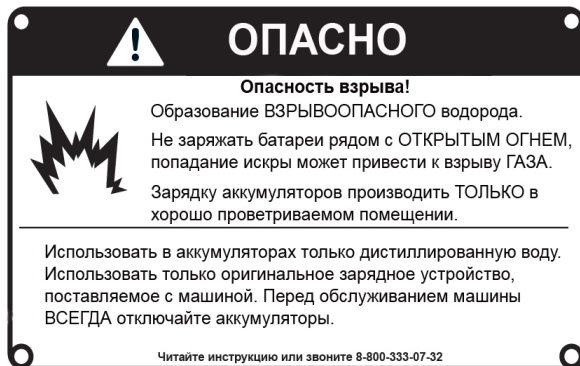 ОПАСНО
Опасность взрыва!
Образование ВЗРЫВООПАСНОГО водорода.
Не заряжать батареи рядом с ОТКРЫТЫМ ОГНЕМ,
попадание искры может привести к взрыву ГАЗА.
Зарядку аккумуляторов производить ТОЛЬКО в
хорошо проветриваемом помещении.
Использовать в аккумуляторах только дистиллированную воду.
Использовать только оригинальное зарядное устройство,
поставляемое с машиной. Перед обслуживанием машины
ВСЕГДА отключайте аккумуляторы.
Читайте инструкцию или звоните 8-800-333-07-32